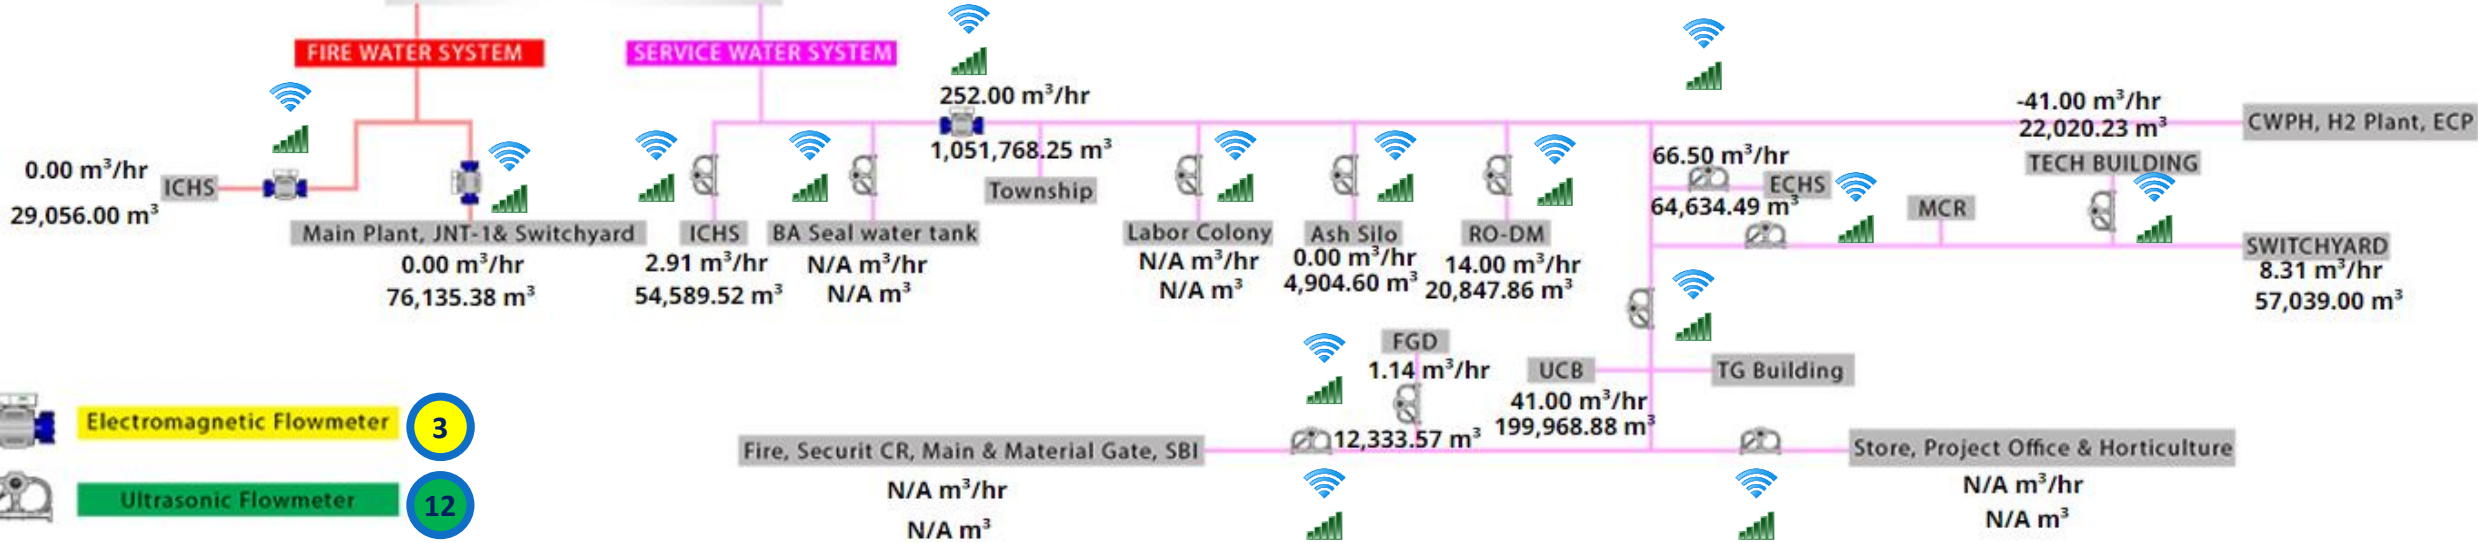 FIRE WATER SYSTEM
SERVICE WATER SYSTEM
252.00 m³/hr
1,051,768.25 m³
-41.00 m³/hr
22,020.23 m³
CWPH, H2 Plant, ECP
0.00 m³/hr
ICHS
29,056.00 m³
Main Plant, JNT-1& Switchyard
0.00 m³/hr
76,135.38 m³
ICHS
2.91 m³/hr
54,589.52 m³
BA Seal water tank
N/A m³/hr
N/A m³
Township
Labor Colony
N/A m³/hr
N/A m³
Ash Silo
0.00 m³/hr
4,904.60 m³
RO-DM
14.00 m³/hr
20,847.86 m³
66.50 m³/hr
ECHS
64,634.49 m³
MCR
TECH BUILDING
SWITCHYARD
8.31 m³/hr
57,039.00 m³
FGD
1.14 m³/hr
12,333.57 m³
UCB
TG Building
41.00 m³/hr
199,968.88 m³
Fire, Securit CR, Main & Material Gate, SBI
N/A m³/hr
N/A m³
Store, Project Office & Horticulture
N/A m³/hr
N/A m³
Electromagnetic Flowmeter
3
Ultrasonic Flowmeter
12